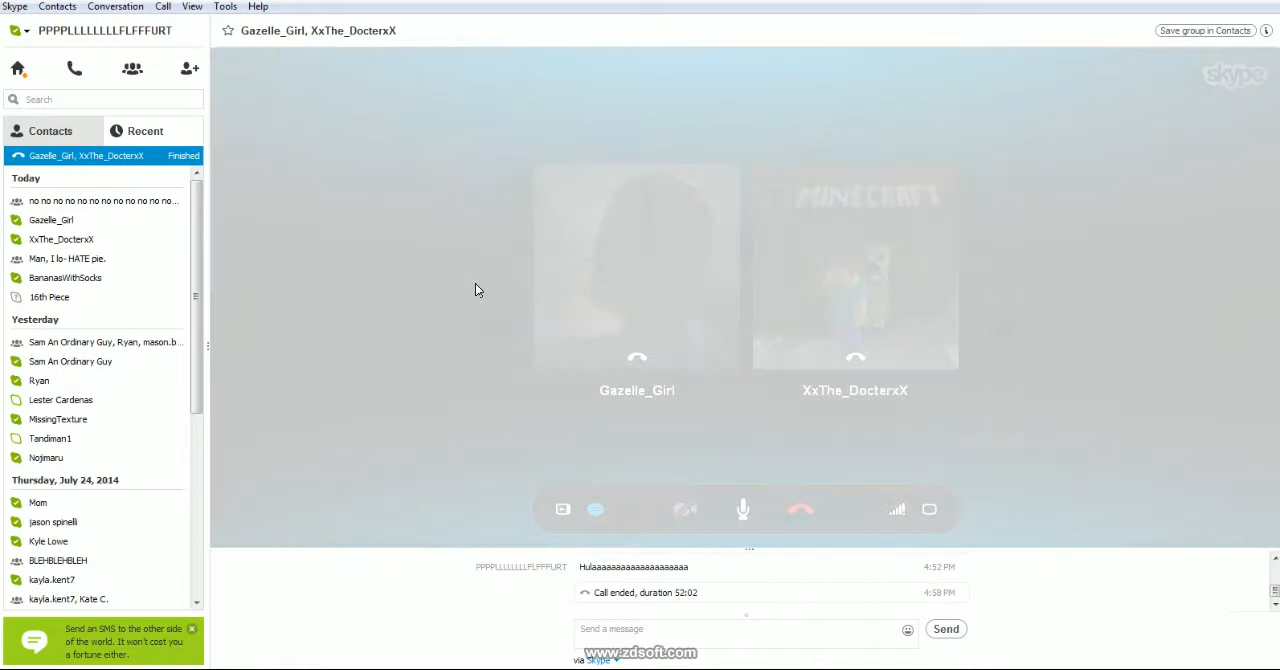 Skype Contacts Conversation Call View Tools Help
PPPPLLLLLLLLFLFFFURT
Gazelle_Girl, XxThe_DocterxX
Save group in Contacts
skype
Search
Contacts Recent
Gazelle_Girl, XxThe_DocterxX Finished
Today
no no no no no no no no no no no no no...
Gazelle_Girl
XxThe_DocterxX
Man, I lo- HATE pie.
BananasWithSocks
16th Piece
Yesterday
Sam An Ordinary Guy, Ryan, mason.b...
Sam An Ordinary Guy
Ryan
Lester Cardenas
MissingTexture
Tandiman1
Nojimaru
Thursday, July 24, 2014
Mom
jason spinelli
Kyle Lowe
BLEHBLEHBLEH
kayla.kent7
kayla.kent7, Kate C.
Send an SMS to the other side
of the world. It won't cost you
a fortune either.
MINECRAFT
Gazelle_Girl XxThe_DocterxX
PPPPLLLLLLLLFLFFFURT Hulaaaaaaaaaaaaaaaaaaaaa 4:52 PM
Call ended, duration 52:02 4:58 PM
Send a message Send
www.zdsoft.com
via Skype